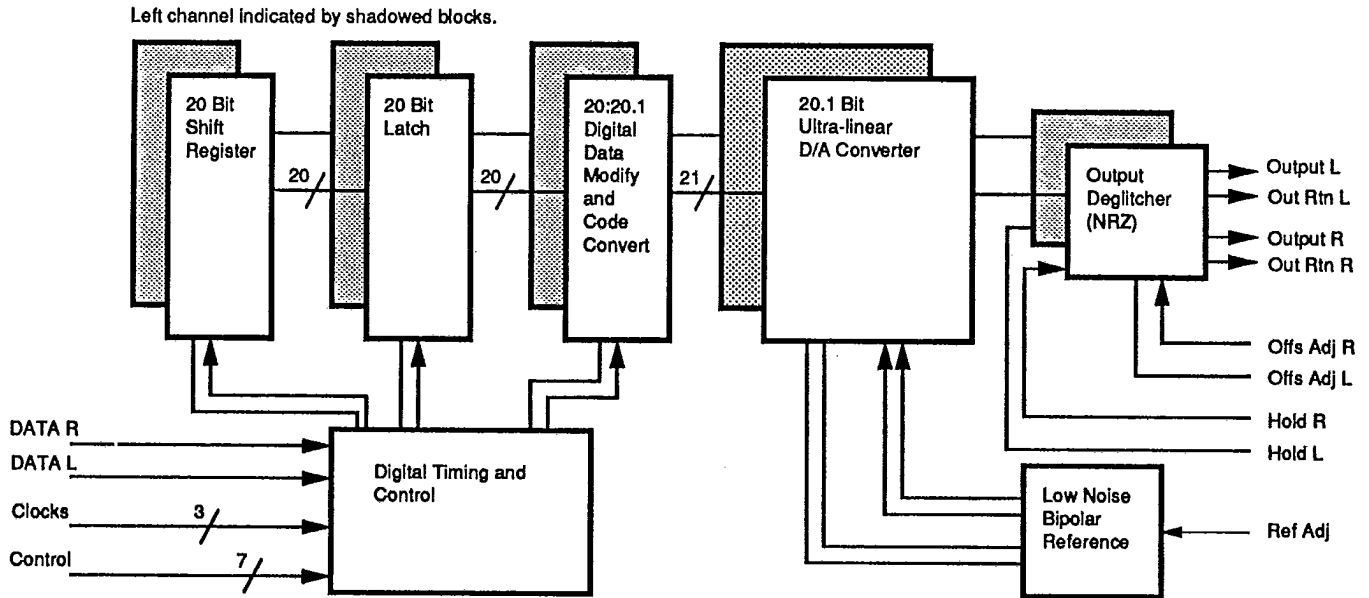 Left channel indicated by shadowed blocks.
20 Bit
Shift
Register
20
20 Bit
Latch
20
20:20.1
Digital
Data
Modify
and
Code
Convert
21
20.1 Bit
Ultra-linear
D/A Converter
Output
Deglitcher
(NRZ)
Output L
Out Rtn L
Output R
Out Rtn R
Offs Adj R
Offs Adj L
Hold R
Hold L
DATA R
DATA L
Clocks
3
Control
7
Digital Timing and
Control
Low Noise
Bipolar
Reference
Ref Adj